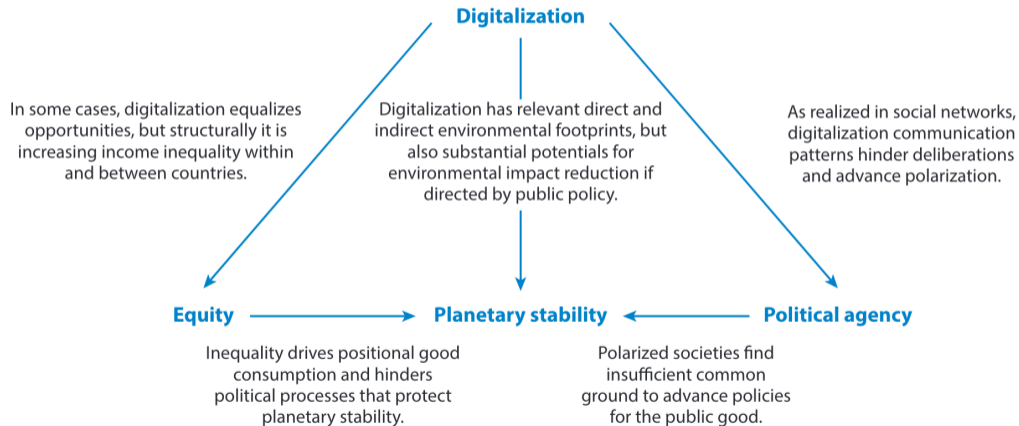 Digitalization
In some cases, digitalization equalizes
opportunities, but structurally it is
increasing income inequality within
and between countries.
Digitalization has relevant direct and
indirect environmental footprints, but
also substantial potentials for
environmental impact reduction if
directed by public policy.
As realized in social networks,
digitalization communication
patterns hinder deliberations
and advance polarization.
Equity
Planetary stability
Political agency
Inequality drives positional good
consumption and hinders
political processes that protect
planetary stability.
Polarized societies find
insufficient common
ground to advance policies
for the public good.